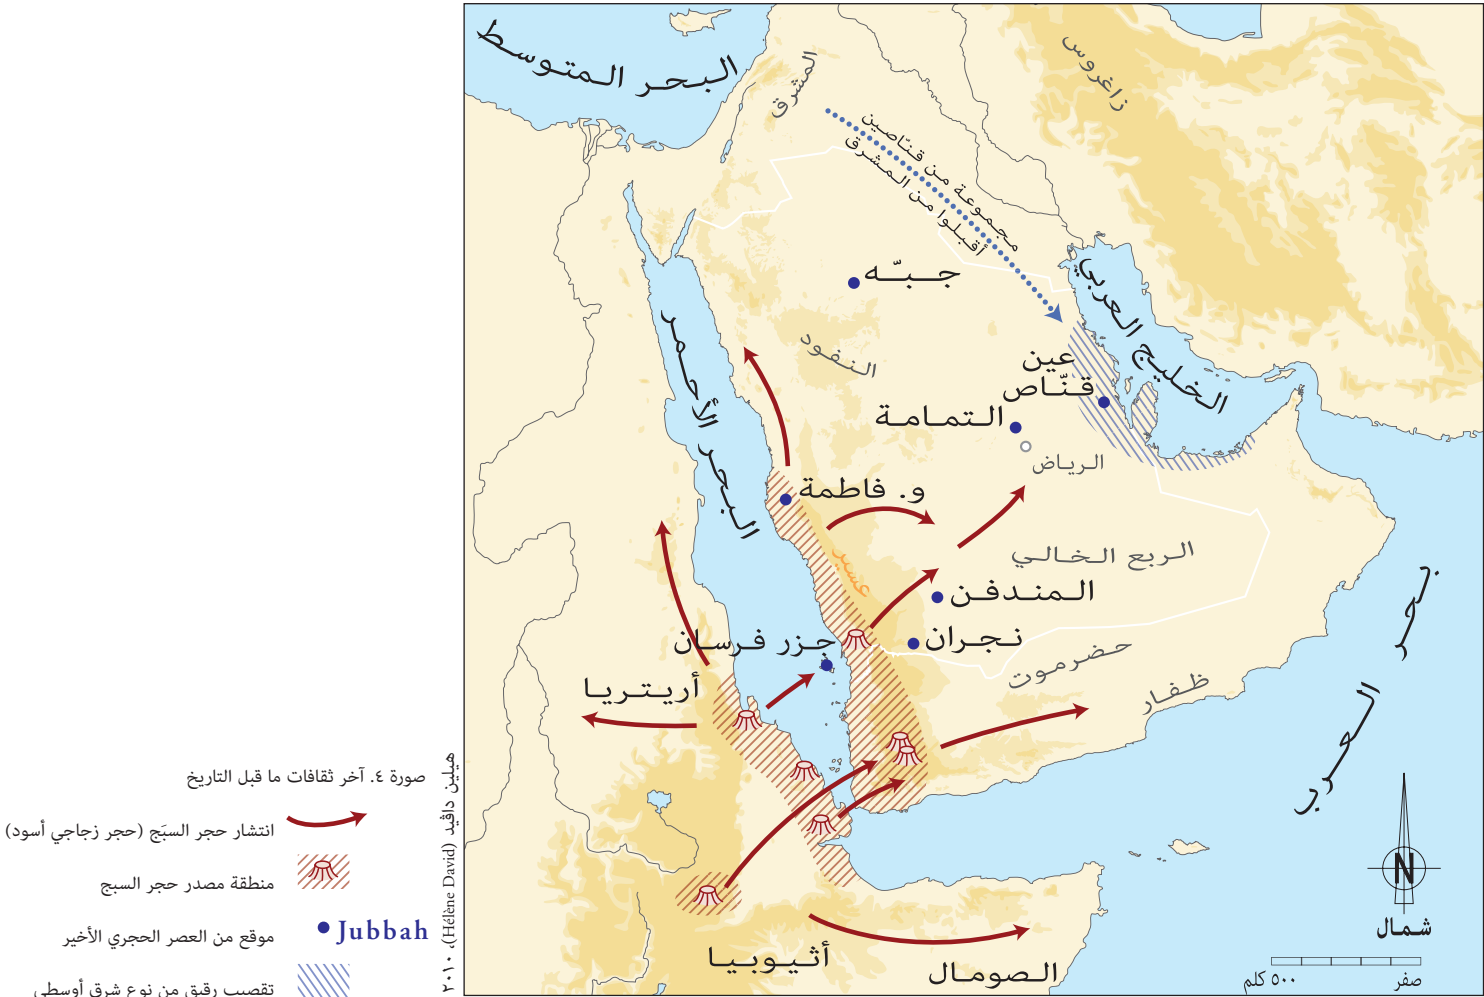 البحر المتوسط
المشرق
زاغروس
مجموعة من قنّاصين
أقبلوا من المشرق
جبّه
الخليج العربي
النفود
عين
قنّاص
التمامة
الرياض
البحر الأحمر
و. فاطمة
عسير
الربع الخالي
المندفن
نجران
جزر فرسان
حضرموت
ظفار
بحر
العرب
أريتريا
أثيوبيا
الصومال
N
شمال
صفر
٥٠٠ كلم
هيلين دافيد (Hélène David)، ٢٠١٠
صورة ٤. آخر ثقافات ما قبل التاريخ
انتشار حجر السبَج (حجر زجاجي أسود)
منطقة مصدر حجر السبج
Jubbah
موقع من العصر الحجري الأخير
تقصيب رقيق من نوع شرق أوسطي